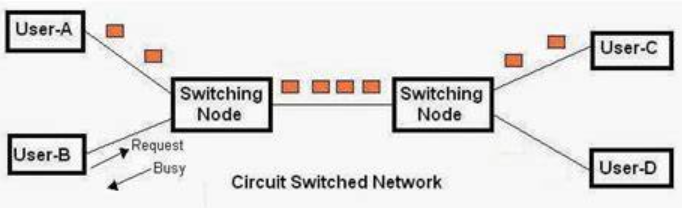 User-A
User-C
Switching
Node
Switching
Node
User-B
Request
Busy
User-D
Circuit Switched Network